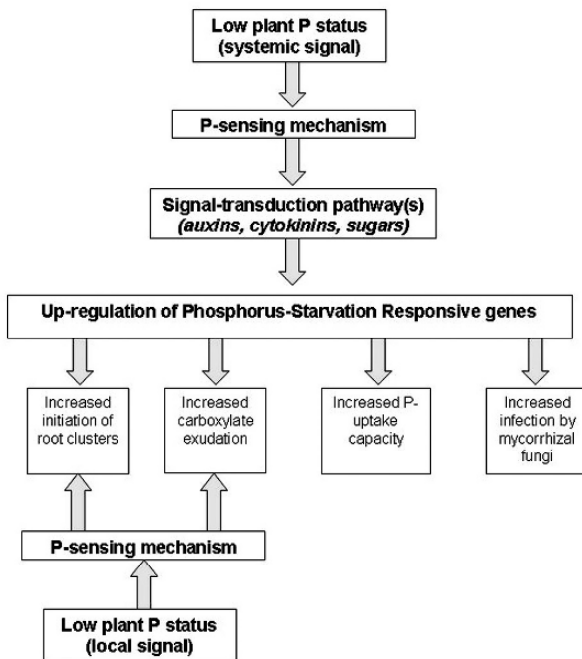 Low plant P status
(systemic signal)
P-sensing mechanism
Signal-transduction pathway(s)
(auxins, cytokinins, sugars)
Up-regulation of Phosphorus-Starvation Responsive genes
Increased
initiation of
root clusters
Increased
carboxylate
exudation
Increased P-
uptake
capacity
Increased
infection by
mycorrhizal
fungi
P-sensing mechanism
Low plant P status
(local signal)